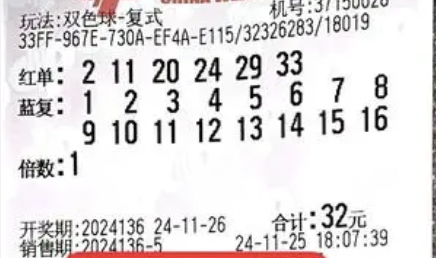 玩法:双色球-复式
机号:37150626
33FF-967E-730A-EF4A-E115/32326283/18019
红单: 2 11 20 24 29 33
蓝复: 1 2 3 4 5 6 7 8
9 10 11 12 13 14 15 16
倍数:1
开奖期:2024136 24-11-26 合计:32元
销售期:2024136-5 24-11-25 18:07:39